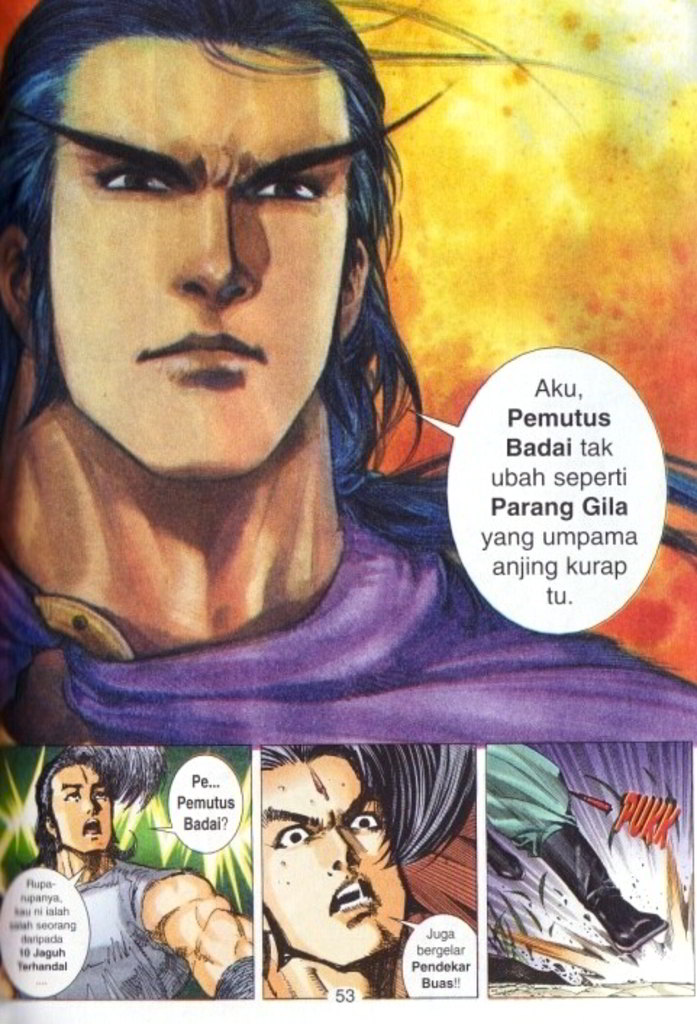 Aku,
Pemutus
Badai tak
ubah seperti
Parang Gila
yang umpama
anjing kurap
tu.
Pe...
Pemutus
Badai?
Rupa-
rupanya,
kau ni ialah
salah seorang
daripada
10 Jaguh
Terhandal
....
Juga
bergelar
Pendekar
Buas!!
PUKK
53